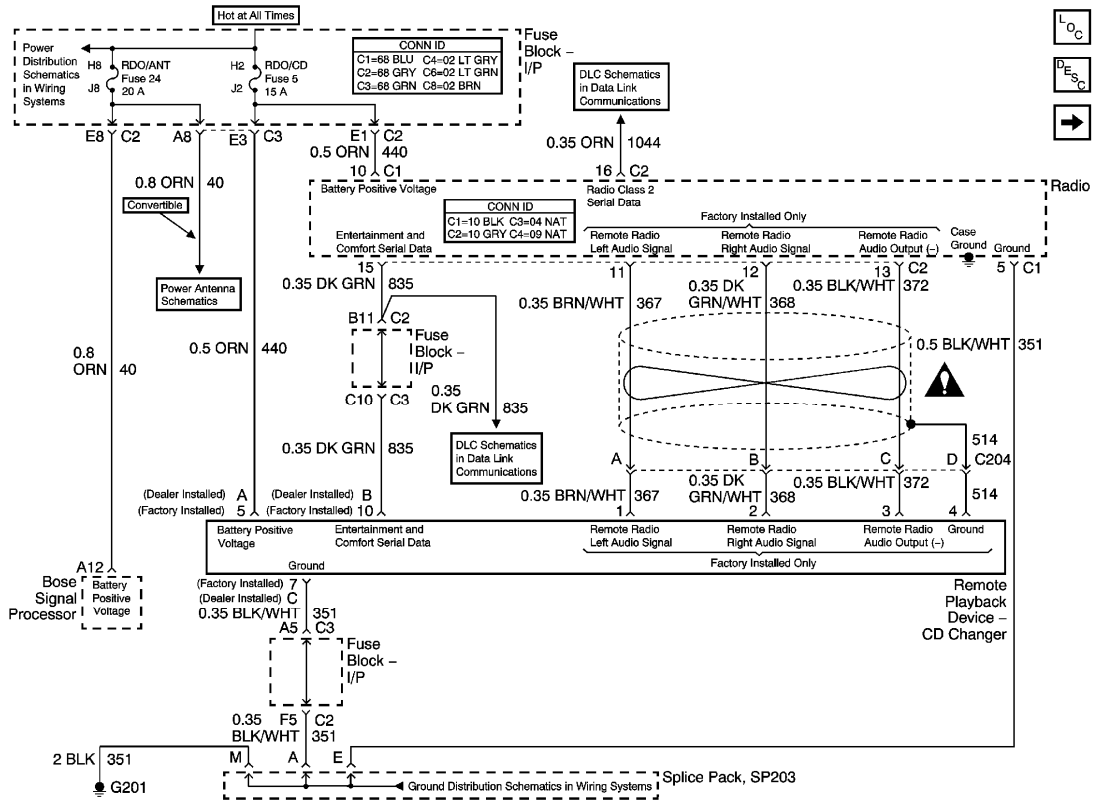 Hot at All Times
Power
Distribution
Schematics
in Wiring
Systems
H8
RDO/ANT
Fuse 24
20 A
J8
H2
RDO/CD
Fuse 5
15 A
J2
CONN ID
C1=68 BLU C4=02 LT GRY
C2=68 GRY C6=02 LT GRN
C3=68 GRN C8=02 BRN
Fuse
Block –
I/P
DLC Schematics
in Data Link
Communications
LOC
DESC
E8 C2
A8
E3 C3
E1 C2
0.5 ORN 440
10 C1
0.35 ORN 1044
16 C2
0.8 ORN 40
Convertible
Power Antenna
Schematics
Battery Positive Voltage
Radio Class 2
Serial Data
Radio
CONN ID
C1=10 BLK C3=04 NAT
C2=10 GRY C4=09 NAT
Factory Installed Only
Entertainment and
Comfort Serial Data
Remote Radio
Left Audio Signal
Remote Radio
Right Audio Signal
Remote Radio
Audio Output (–)
Case
Ground
Ground
15
11
12
13 C2
5 C1
0.35 DK GRN 835
0.35 BRN/WHT 367
0.35 DK
GRN/WHT 368
0.35 BLK/WHT 372
B11 C2
Fuse
Block –
I/P
C10 C3
0.8
ORN 40
0.5 ORN 440
0.35
DK GRN 835
0.5 BLK/WHT 351
0.35 DK GRN 835
DLC Schematics
in Data Link
Communications
514
A
B
C
D C204
0.35 BRN/WHT 367
0.35 DK
GRN/WHT 368
0.35 BLK/WHT 372
514
(Dealer Installed) A
(Factory Installed) 5
(Dealer Installed) B
(Factory Installed) 10
1
2
3
4
Battery Positive
Voltage
Entertainment and
Comfort Serial Data
Remote Radio
Left Audio Signal
Remote Radio
Right Audio Signal
Remote Radio
Audio Output (–)
Ground
Factory Installed Only
Ground
A12
Bose
Signal
Processor
Battery
Positive
Voltage
(Factory Installed) 7
(Dealer Installed) C
0.35 BLK/WHT 351
A5 C3
Remote
Playback
Device –
CD Changer
Fuse
Block –
I/P
F5 C2
0.35
BLK/WHT 351
2 BLK 351
M
A
E
G201
Ground Distribution Schematics in Wiring Systems
Splice Pack, SP203